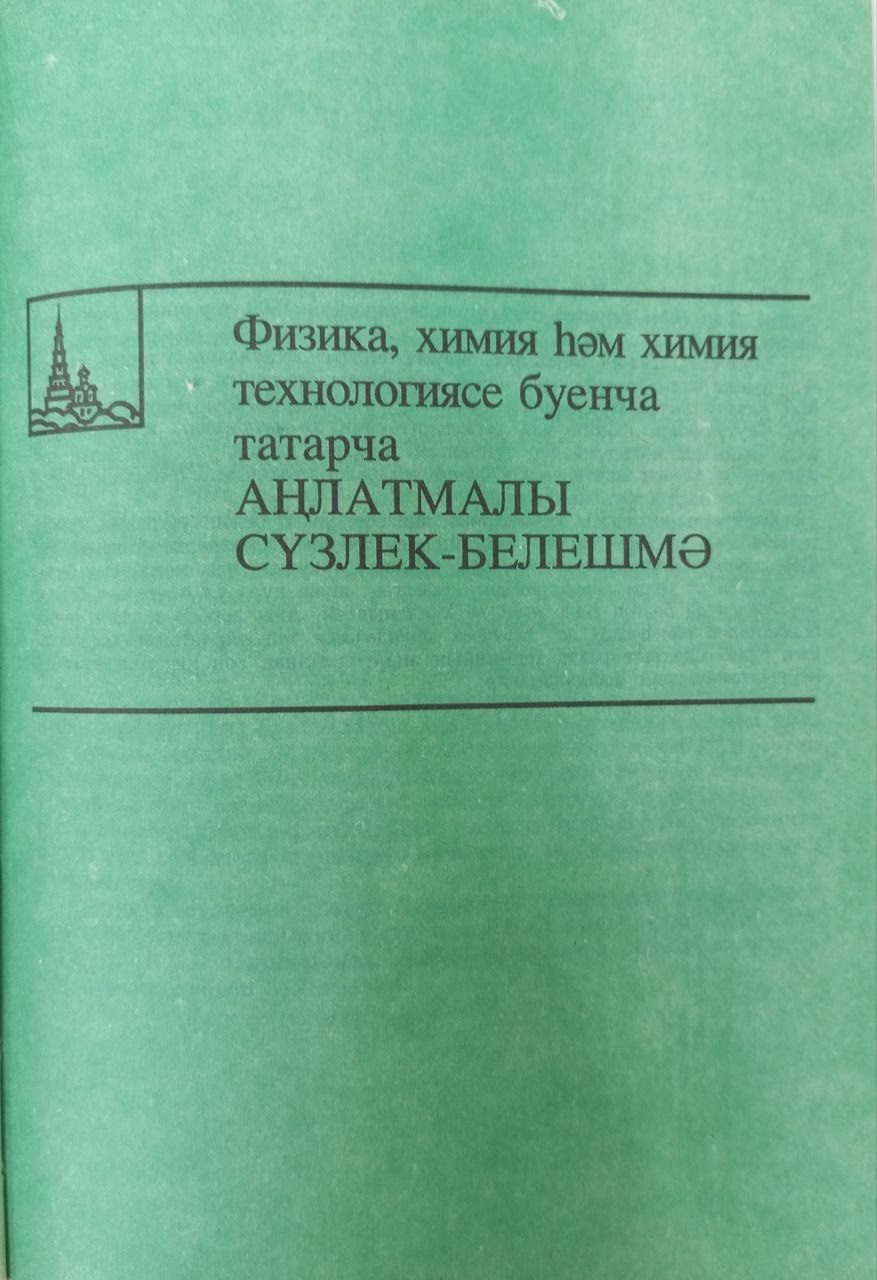 Физика, химия һәм химия
технологиясе буенча
татарча
АҢЛАТМАЛЫ
СҮЗЛЕК-БЕЛЕШМӘ